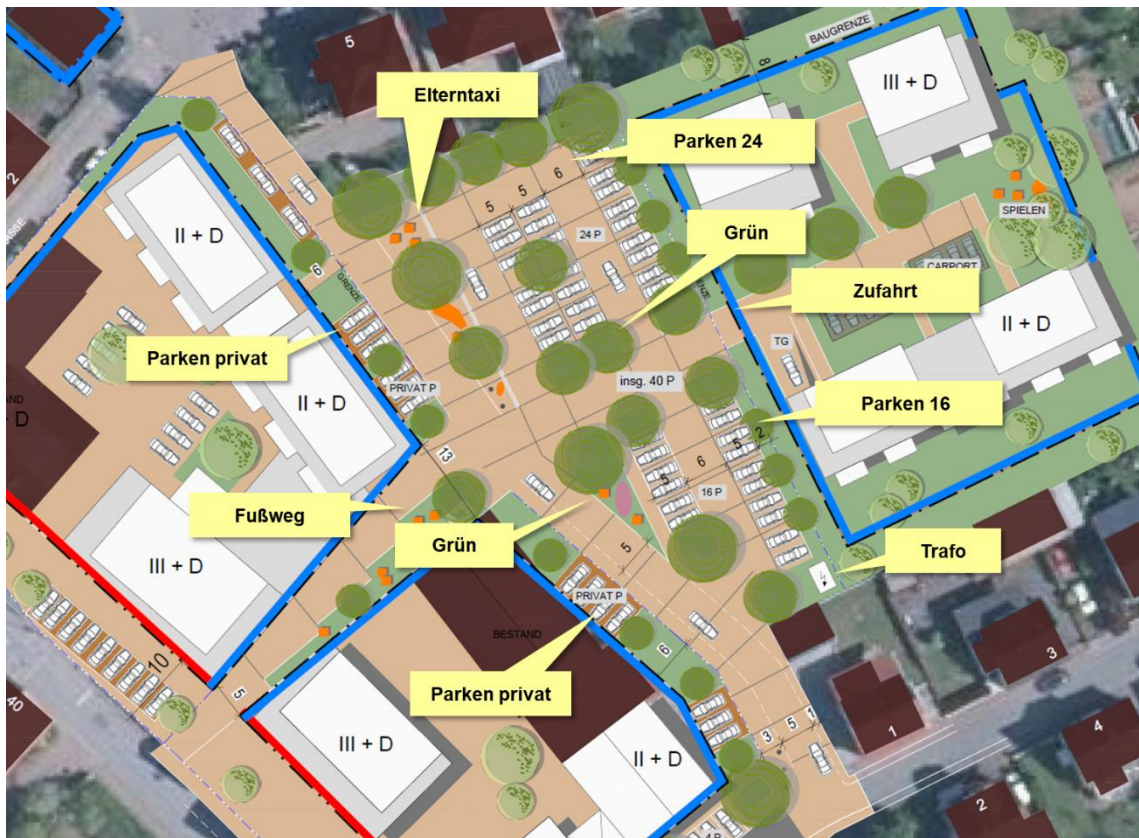 5
BAUGRENZE
8
III + D
Elterntaxi
Parken 24
2
5
5
6
SPIELEN
II + D
24 P
Grün
6
GRENZE
CARPORT
Zufahrt
II + D
Parken privat
TG
PRIVAT P
insg. 40 P
II + D
Parken 16
13
5
2
6
5
16 P
Fußweg
Grün
5
Trafo
III + D
PRIVAT P
BESTAND
6
3
10
5
Parken privat
40
1
4
III + D
3
5
1
II + D
2
4 P